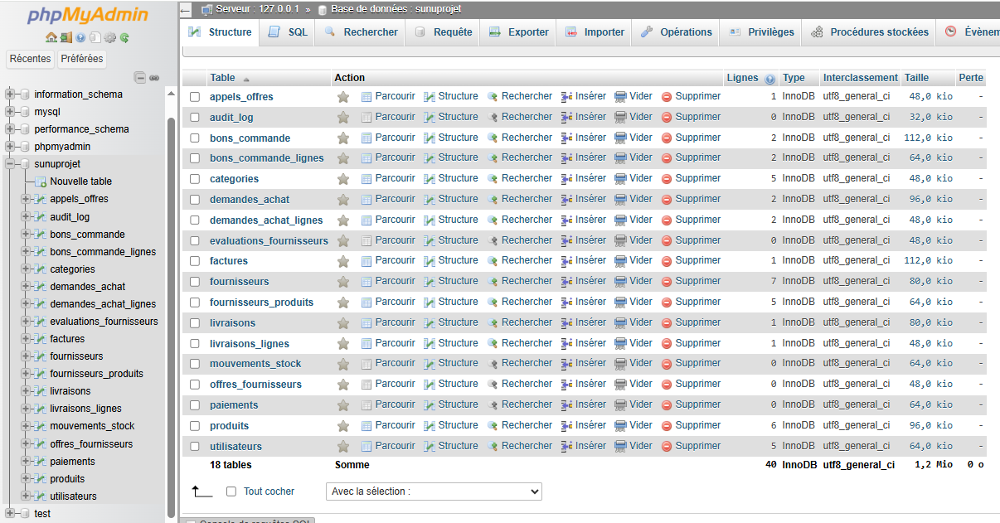 phpMyAdmin
Récentes Préférées
information_schema
mysql
performance_schema
phpmyadmin
sunuprojet
Nouvelle table
appels_offres
audit_log
bons_commande
bons_commande_lignes
categories
demandes_achat
demandes_achat_lignes
evaluations_fournisseurs
factures
fournisseurs
fournisseurs_produits
livraisons
livraisons_lignes
mouvements_stock
offres_fournisseurs
paiements
produits
utilisateurs
test
Serveur : 127.0.0.1 » Base de données : sunuprojet
Structure SQL Rechercher Requête Exporter Importer Opérations Privilèges Procédures stockées Évènem
Table Action Lignes Type Interclassement Taille Perte
appels_offres Parcourir Structure Rechercher Insérer Vider Supprimer 1 InnoDB utf8_general_ci 48,0 kio -
audit_log Parcourir Structure Rechercher Insérer Vider Supprimer 0 InnoDB utf8_general_ci 32,0 kio -
bons_commande Parcourir Structure Rechercher Insérer Vider Supprimer 2 InnoDB utf8_general_ci 112,0 kio -
bons_commande_lignes Parcourir Structure Rechercher Insérer Vider Supprimer 2 InnoDB utf8_general_ci 64,0 kio -
categories Parcourir Structure Rechercher Insérer Vider Supprimer 5 InnoDB utf8_general_ci 48,0 kio -
demandes_achat Parcourir Structure Rechercher Insérer Vider Supprimer 2 InnoDB utf8_general_ci 96,0 kio -
demandes_achat_lignes Parcourir Structure Rechercher Insérer Vider Supprimer 2 InnoDB utf8_general_ci 48,0 kio -
evaluations_fournisseurs Parcourir Structure Rechercher Insérer Vider Supprimer 0 InnoDB utf8_general_ci 48,0 kio -
factures Parcourir Structure Rechercher Insérer Vider Supprimer 1 InnoDB utf8_general_ci 112,0 kio -
fournisseurs Parcourir Structure Rechercher Insérer Vider Supprimer 7 InnoDB utf8_general_ci 80,0 kio -
fournisseurs_produits Parcourir Structure Rechercher Insérer Vider Supprimer 5 InnoDB utf8_general_ci 64,0 kio -
livraisons Parcourir Structure Rechercher Insérer Vider Supprimer 1 InnoDB utf8_general_ci 80,0 kio -
livraisons_lignes Parcourir Structure Rechercher Insérer Vider Supprimer 1 InnoDB utf8_general_ci 48,0 kio -
mouvements_stock Parcourir Structure Rechercher Insérer Vider Supprimer 0 InnoDB utf8_general_ci 64,0 kio -
offres_fournisseurs Parcourir Structure Rechercher Insérer Vider Supprimer 0 InnoDB utf8_general_ci 48,0 kio -
paiements Parcourir Structure Rechercher Insérer Vider Supprimer 0 InnoDB utf8_general_ci 64,0 kio -
produits Parcourir Structure Rechercher Insérer Vider Supprimer 6 InnoDB utf8_general_ci 96,0 kio -
utilisateurs Parcourir Structure Rechercher Insérer Vider Supprimer 5 InnoDB utf8_general_ci 64,0 kio -
18 tables Somme 40 InnoDB utf8_general_ci 1,2 Mio 0 o
Tout cocher Avec la sélection :
Console de requêtes SQL